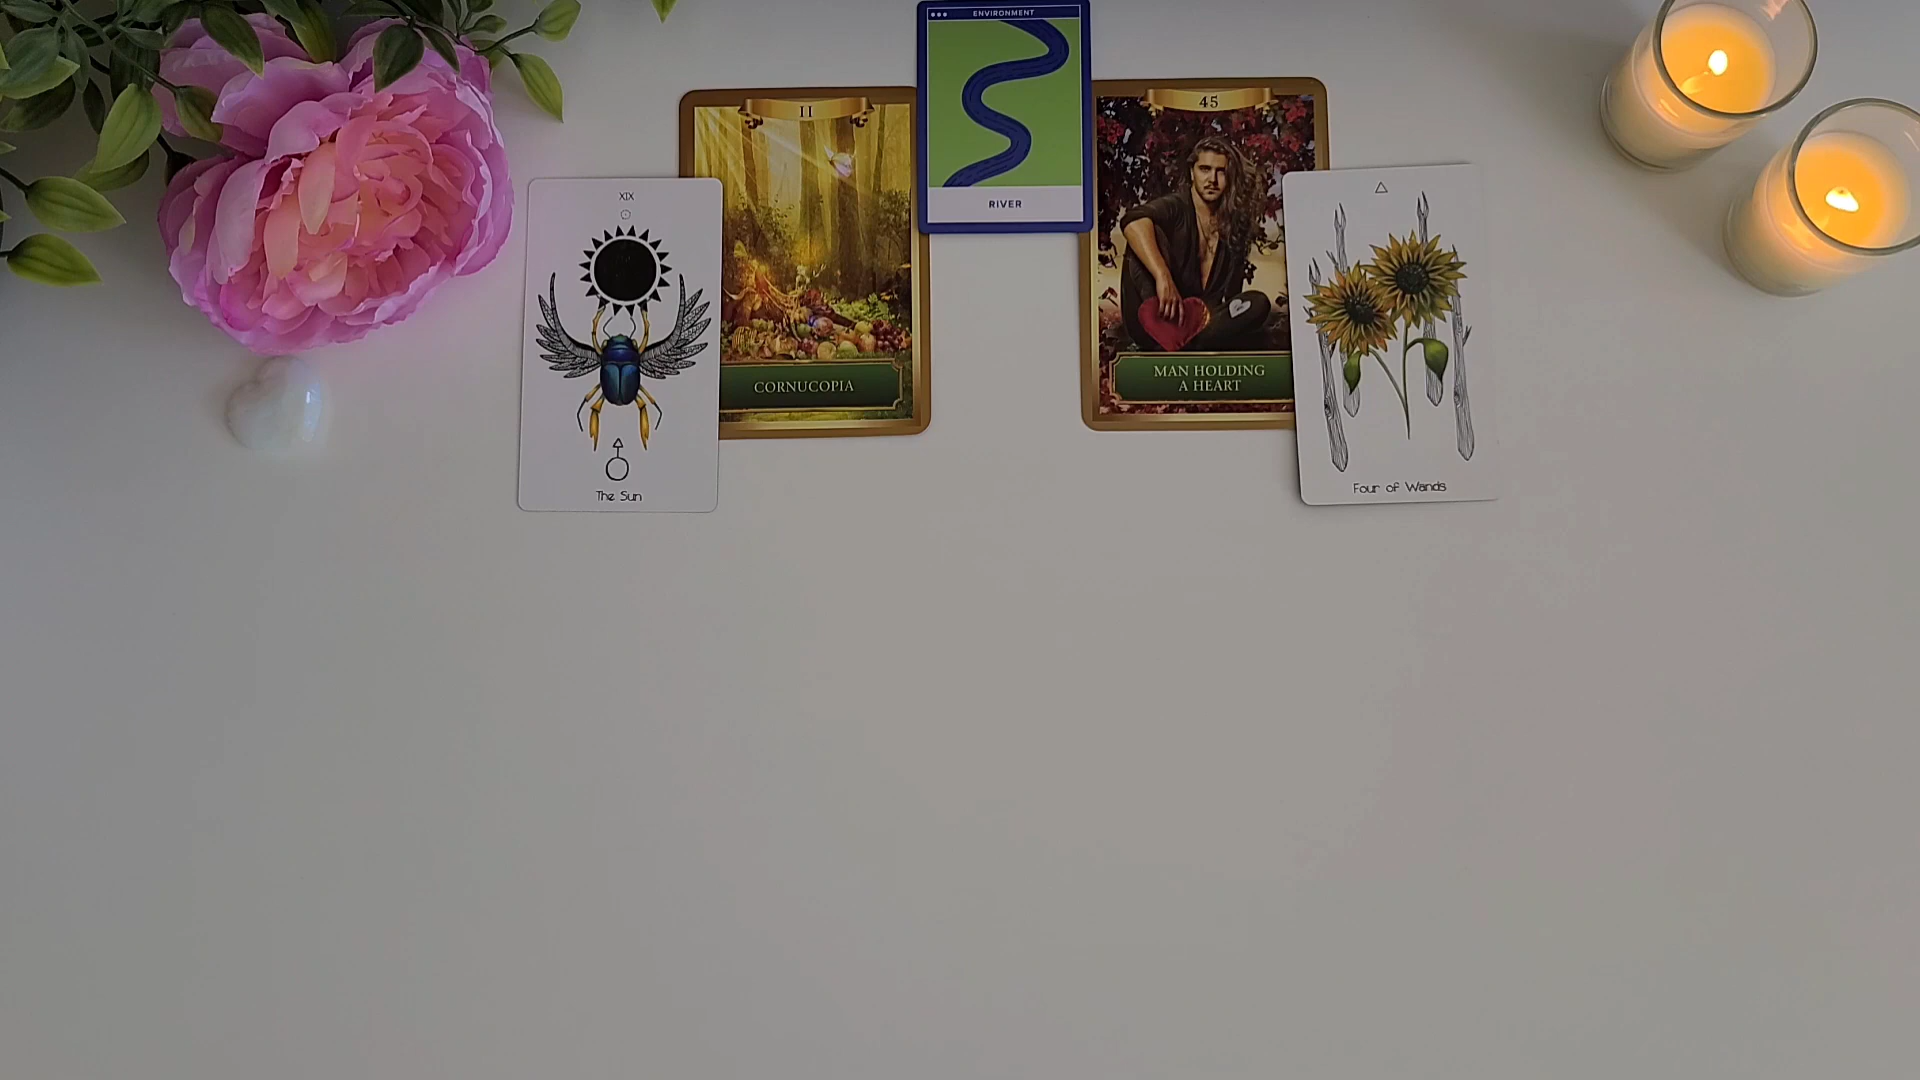 XIX
The Sun
II
CORNUCOPIA
ENVIRONMENT
RIVER
45
MAN HOLDING
A HEART
Four of Wands